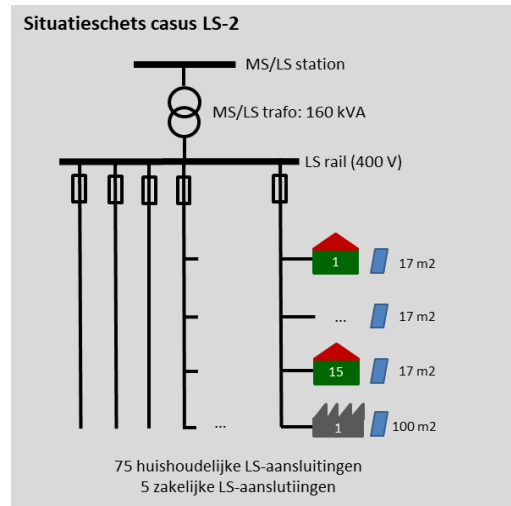 Situatieschets casus LS-2
MS/LS station
MS/LS trafo: 160 kVA
LS rail (400 V)
1
17 m2
...
17 m2
15
17 m2
...
1
100 m2
75 huishoudelijke LS-aansluitingen
5 zakelijke LS-aanslutiingen